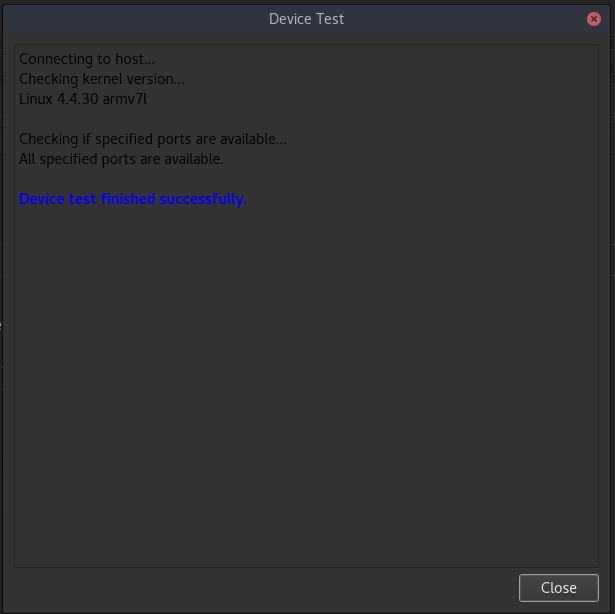 Device Test
Connecting to host...
Checking kernel version...
Linux 4.4.30 armv7l
Checking if specified ports are available...
All specified ports are available.
Device test finished successfully.
Close